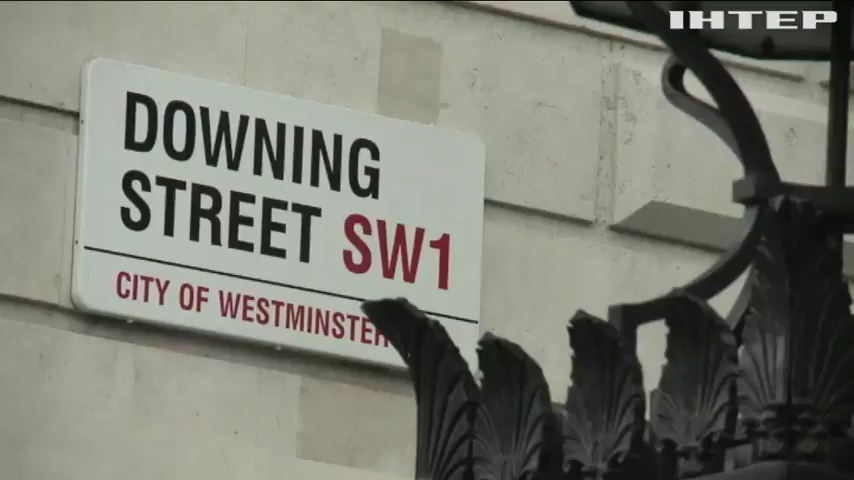 ІНТЕР
DOWNING
STREET SW1
CITY OF WESTMINSTER